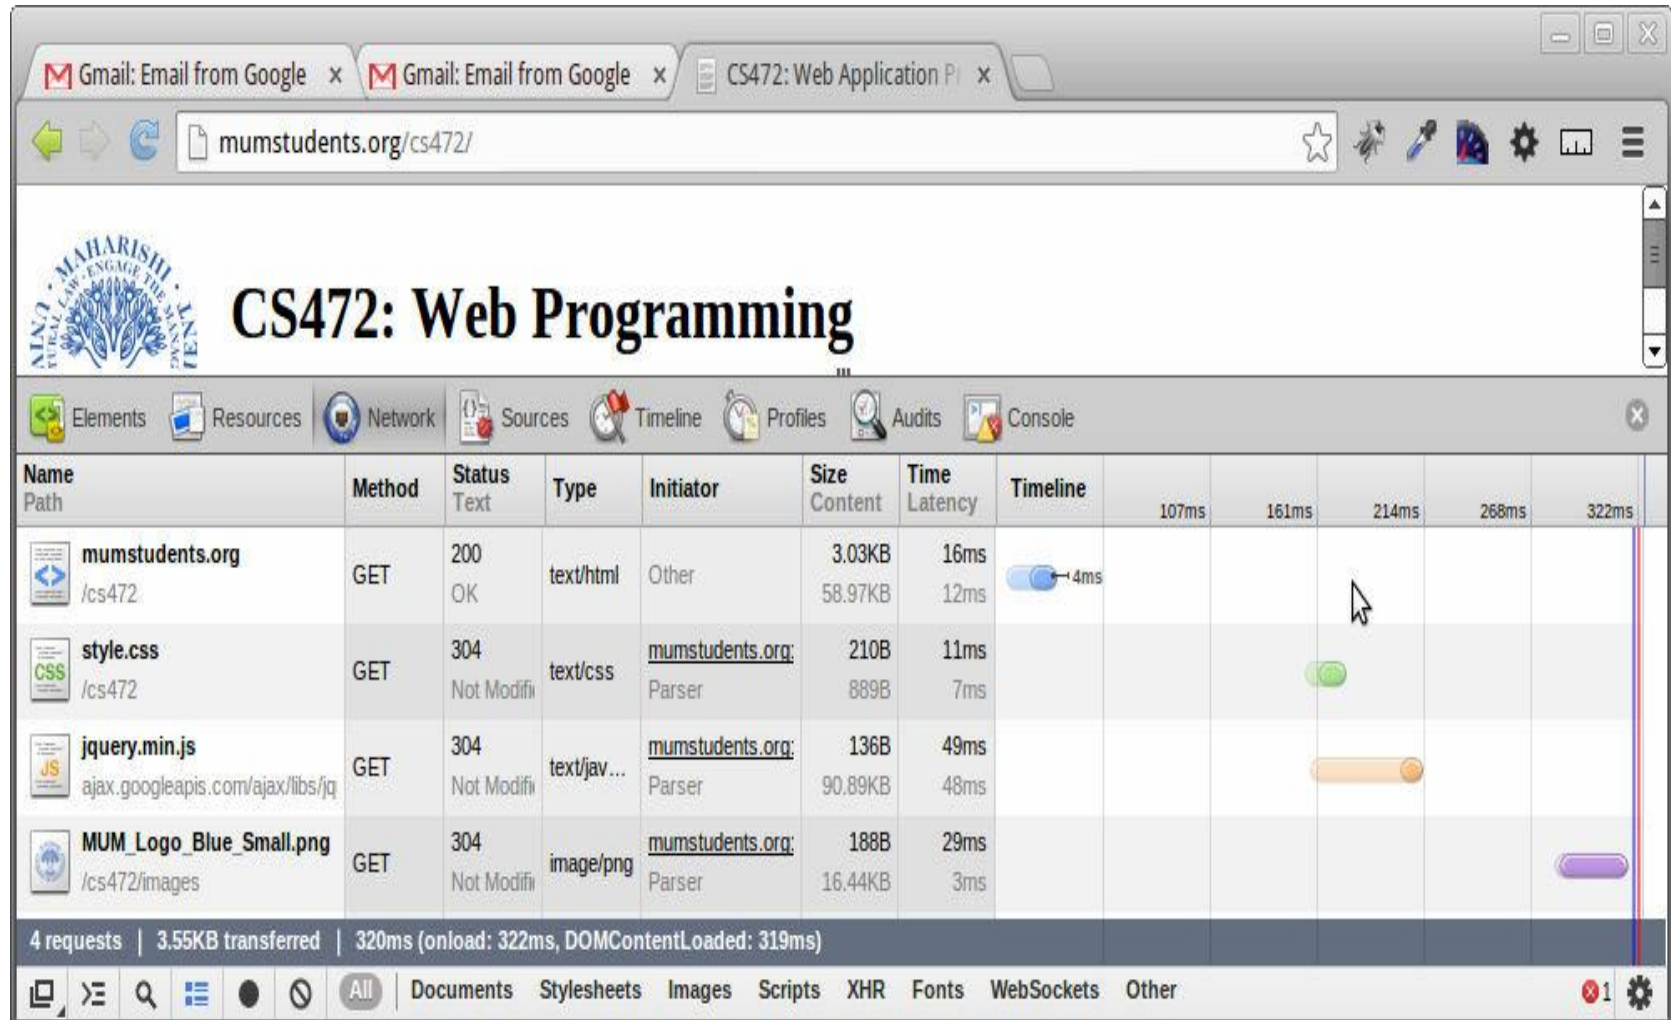 Gmail: Email from Google × Gmail: Email from Google × CS472: Web Application ×
mumstudents.org/cs472/
MAHARISHI
ENGAGE THE MANAG
CS472: Web Programming
Elements Resources Network Sources Timeline Profiles Audits Console
Name Method Status Type Initiator Size Time Timeline
Path Text Content Latency 107ms 161ms 214ms 268ms 322ms
mumstudents.org GET 200 text/html Other 3.03KB 16ms 4ms
/cs472 OK 58.97KB 12ms
style.css GET 304 text/css mumstudents.org: 210B 11ms
/cs472 Not Modifi Parser 889B 7ms
jquery.min.js GET 304 text/jav... mumstudents.org: 136B 49ms
ajax.googleapis.com/ajax/libs/jq Not Modifi Parser 90.89KB 48ms
MUM_Logo_Blue_Small.png GET 304 image/png mumstudents.org: 188B 29ms
/cs472/images Not Modifi Parser 16.44KB 3ms
4 requests | 3.55KB transferred | 320ms (onload: 322ms, DOMContentLoaded: 319ms)
All Documents Stylesheets Images Scripts XHR Fonts WebSockets Other 1